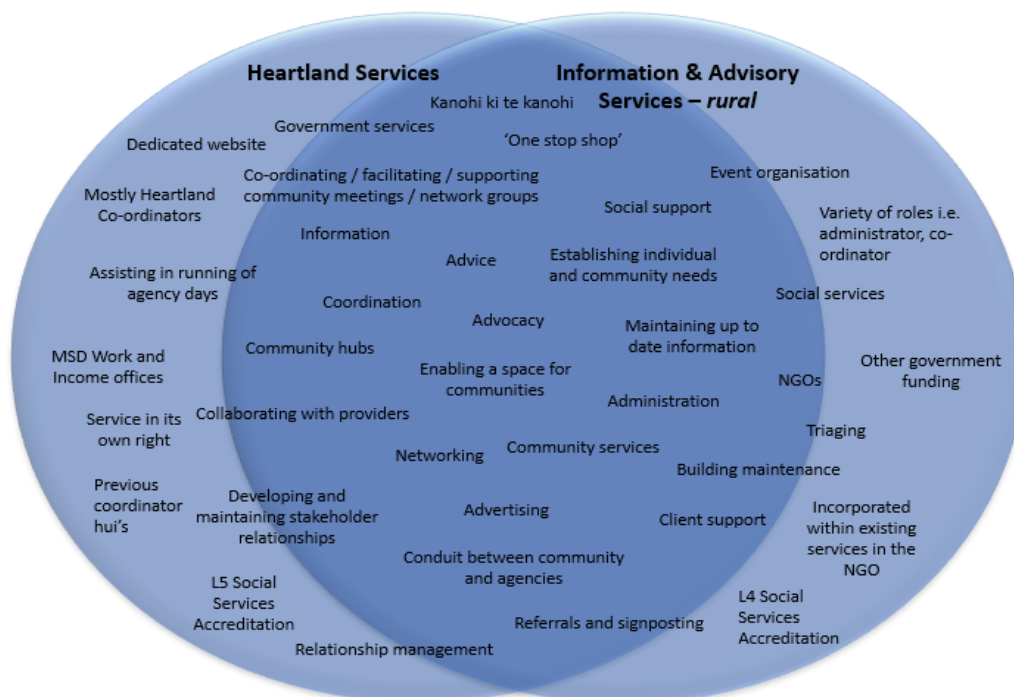 Heartland Services
Information & Advisory
Services – rural
Kanohi ki te kanohi
Government services
Dedicated website
'One stop shop'
Co-ordinating / facilitating / supporting
community meetings / network groups
Event organisation
Mostly Heartland
Co-ordinators
Social support
Variety of roles i.e.
administrator, co-
ordinator
Information
Advice
Establishing individual
and community needs
Assisting in running of
agency days
Coordination
Social services
Advocacy
Maintaining up to
date information
Community hubs
MSD Work and
Income offices
Enabling a space for
communities
NGOs
Other government
funding
Administration
Service in its
own right
Collaborating with providers
Triaging
Networking
Community services
Building maintenance
Previous
coordinator
hui's
Developing and
maintaining stakeholder
relationships
Advertising
Client support
Incorporated
within existing
services in the
NGO
Conduit between community
and agencies
L5 Social
Services
Accreditation
L4 Social
Services
Accreditation
Referrals and signposting
Relationship management